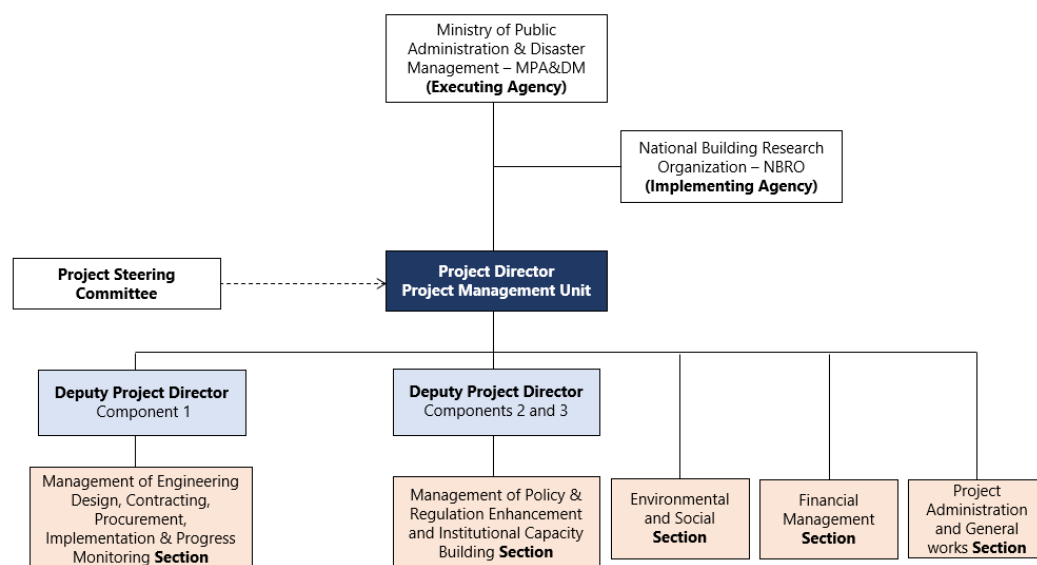 Ministry of Public
Administration & Disaster
Management – MPA&DM
(Executing Agency)
National Building Research
Organization – NBRO
(Implementing Agency)
Project Steering
Committee
Project Director
Project Management Unit
Deputy Project Director
Component 1
Deputy Project Director
Components 2 and 3
Management of Engineering
Design, Contracting,
Procurement,
Implementation & Progress
Monitoring Section
Management of Policy &
Regulation Enhancement
and Institutional Capacity
Building Section
Environmental
and Social
Section
Financial
Management
Section
Project
Administration
and General
works Section